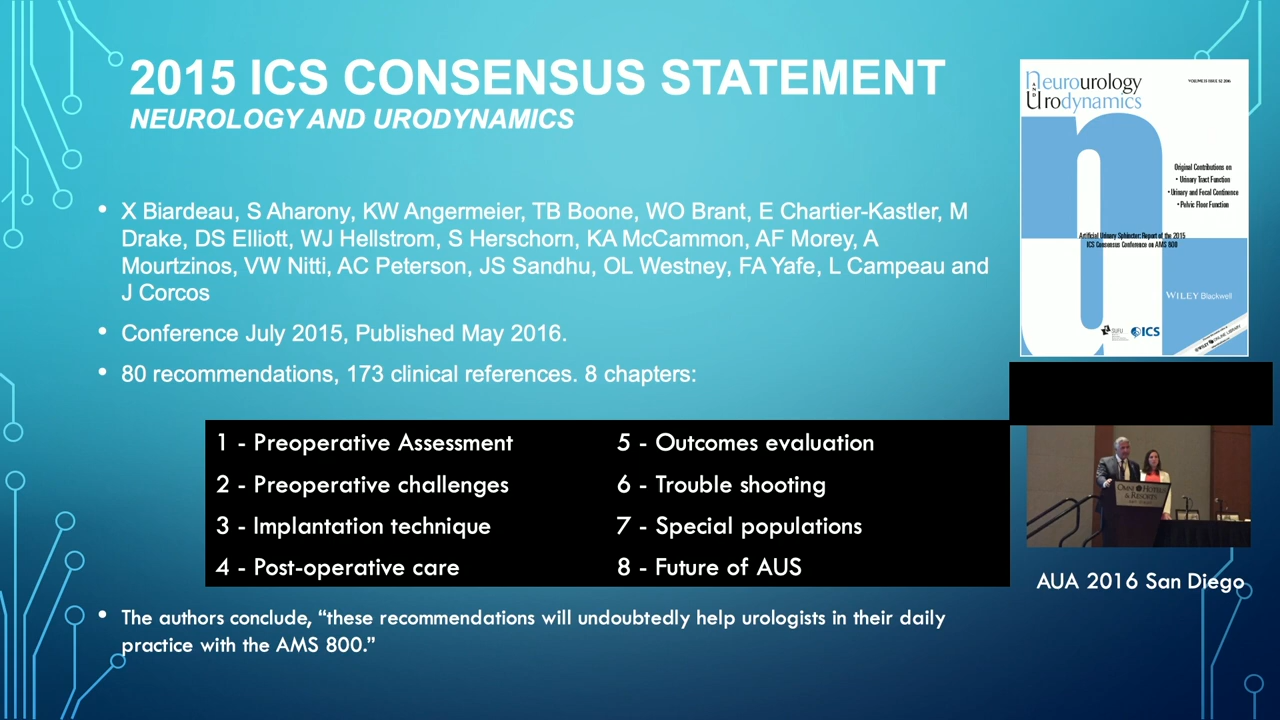 2015 ICS CONSENSUS STATEMENT
NEUROLOGY AND URODYNAMICS
• X Biardeau, S Aharony, KW Angermeier, TB Boone, WO Brant, E Chartier-Kastler, M
Drake, DS Elliott, WJ Hellstrom, S Herschorn, KA McCammon, AF Morey, A
Mourtzinos, VW Nitti, AC Peterson, JS Sandhu, OL Westney, FA Yafe, L Campeau and
J Corcos
• Conference July 2015, Published May 2016.
• 80 recommendations, 173 clinical references. 8 chapters:
1 - Preoperative Assessment
2 - Preoperative challenges
3 - Implantation technique
4 - Post-operative care
5 - Outcomes evaluation
6 - Trouble shooting
7 - Special populations
8 - Future of AUS
• The authors conclude, “these recommendations will undoubtedly help urologists in their daily
practice with the AMS 800.”
Neurourology
AND
Urodynamics
Original Contributions on
• Urinary Tract Function
• Urinary and Fecal Continence
• Pelvic Floor Function
Artificial Urinary Sphincter: Report of the 2015
ICS Consensus Conference on AMS 800
WILEY Blackwell
SUFU
ICS
OMNI HOTELS
& RESORTS
AUA 2016 San Diego